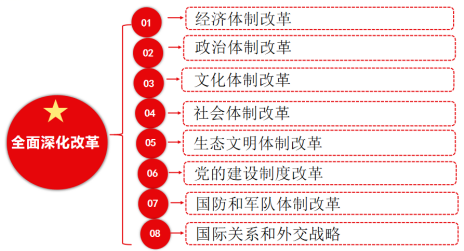 全面深化改革
01
经济体制改革
02
政治体制改革
03
文化体制改革
04
社会体制改革
05
生态文明体制改革
06
党的建设制度改革
07
国防和军队体制改革
08
国际关系和外交战略